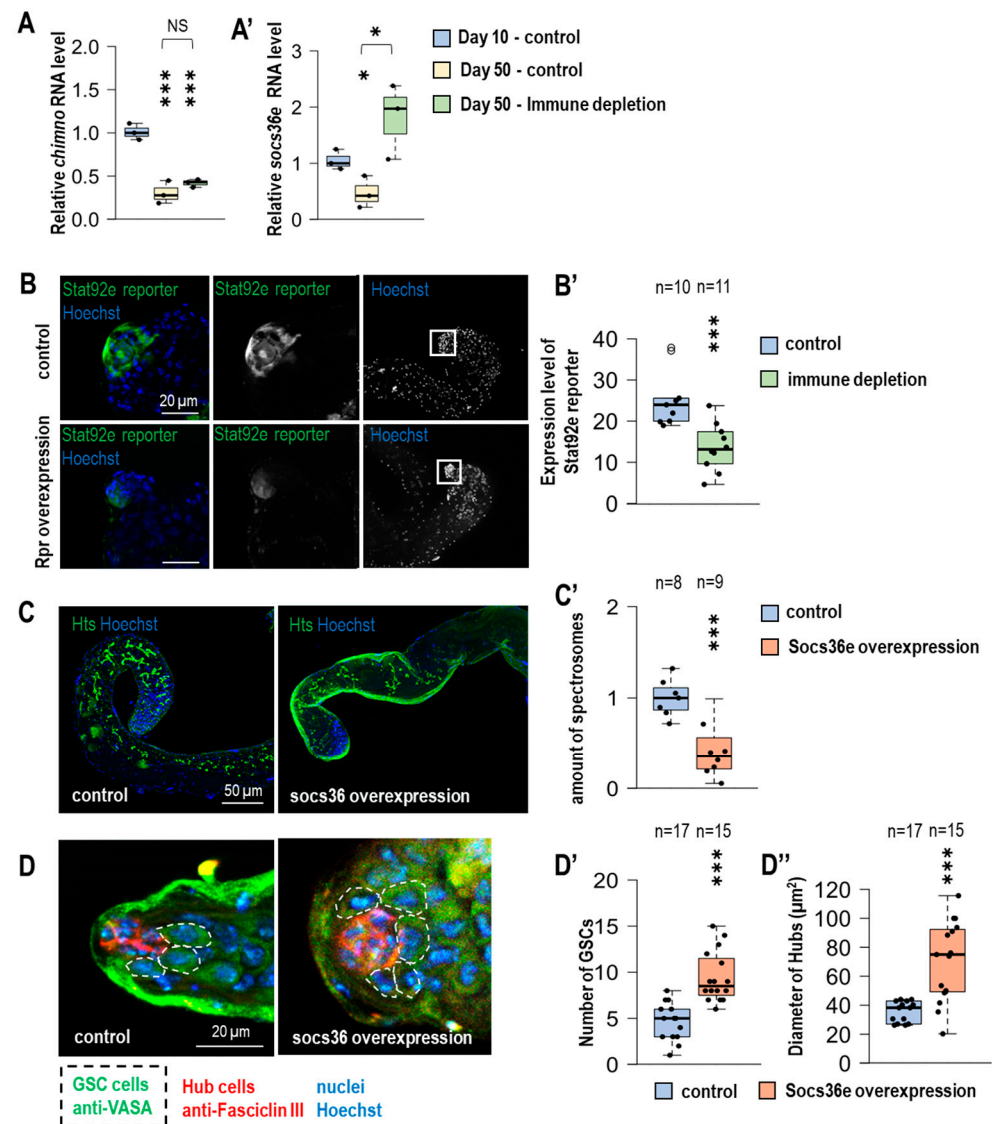 A
NS
***
***
Relative chimno RNA level
2.0
1.5
1.0
0.5
0.0
A'
*
*
Relative socs36e RNA level
3
2
1
0
Day 10 - control
Day 50 - control
Day 50 - Immune depletion
B
control
Stat92e reporter
Hoechst
20 µm
Stat92e reporter
Hoechst
Rpr overexpression
Stat92e reporter
Hoechst
Stat92e reporter
Hoechst
B'
n=10 n=11
***
Expression level of
Stat92e reporter
40
30
20
10
0
control
immune depletion
C
Hts Hoechst
control
50 µm
Hts Hoechst
socs36 overexpression
C'
n=8 n=9
***
amount of spectrosomes
2
1
0
control
Socs36e overexpression
D
control
20 µm
socs36 overexpression
GSC cells
anti-VASA
Hub cells
anti-Fasciclin III
nuclei
Hoechst
D'
n=17 n=15
***
Number of GSCs
20
15
10
5
0
D''
n=17 n=15
***
Diameter of Hubs (µm²)
120
100
80
60
40
20
0
control
Socs36e overexpression